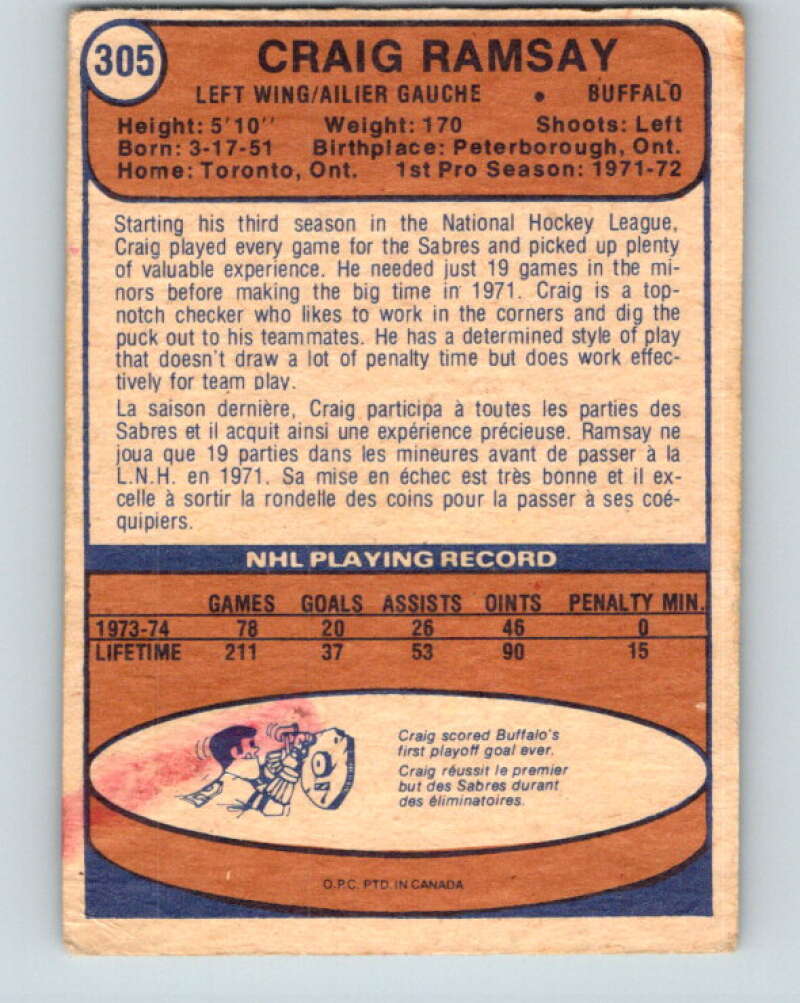 305
CRAIG RAMSAY
LEFT WING/AILIER GAUCHE • BUFFALO
Height: 5'10" Weight: 170 Shoots: Left
Born: 3-17-51 Birthplace: Peterborough, Ont.
Home: Toronto, Ont. 1st Pro Season: 1971-72
Starting his third season in the National Hockey League,
Craig played every game for the Sabres and picked up plenty
of valuable experience. He needed just 19 games in the mi-
nors before making the big time in 1971. Craig is a top-
notch checker who likes to work in the corners and dig the
puck out to his teammates. He has a determined style of play
that doesn't draw a lot of penalty time but does work effec-
tively for team play.
La saison dernière, Craig participa à toutes les parties des
Sabres et il acquit ainsi une expérience précieuse. Ramsay ne
joua que 19 parties dans les mineures avant de passer à la
L.N.H. en 1971. Sa mise en échec est très bonne et il ex-
celle à sortir la rondelle des coins pour la passer à ses coé-
quipiers.
NHL PLAYING RECORD
GAMES GOALS ASSISTS OINTS PENALTY MIN.
1973-74 78 20 26 46 0
LIFETIME 211 37 53 90 15
Craig scored Buffalo's
first playoff goal ever.
Craig réussit le premier
but des Sabres durant
des éliminatoires.
O.P.C. PTD. IN CANADA